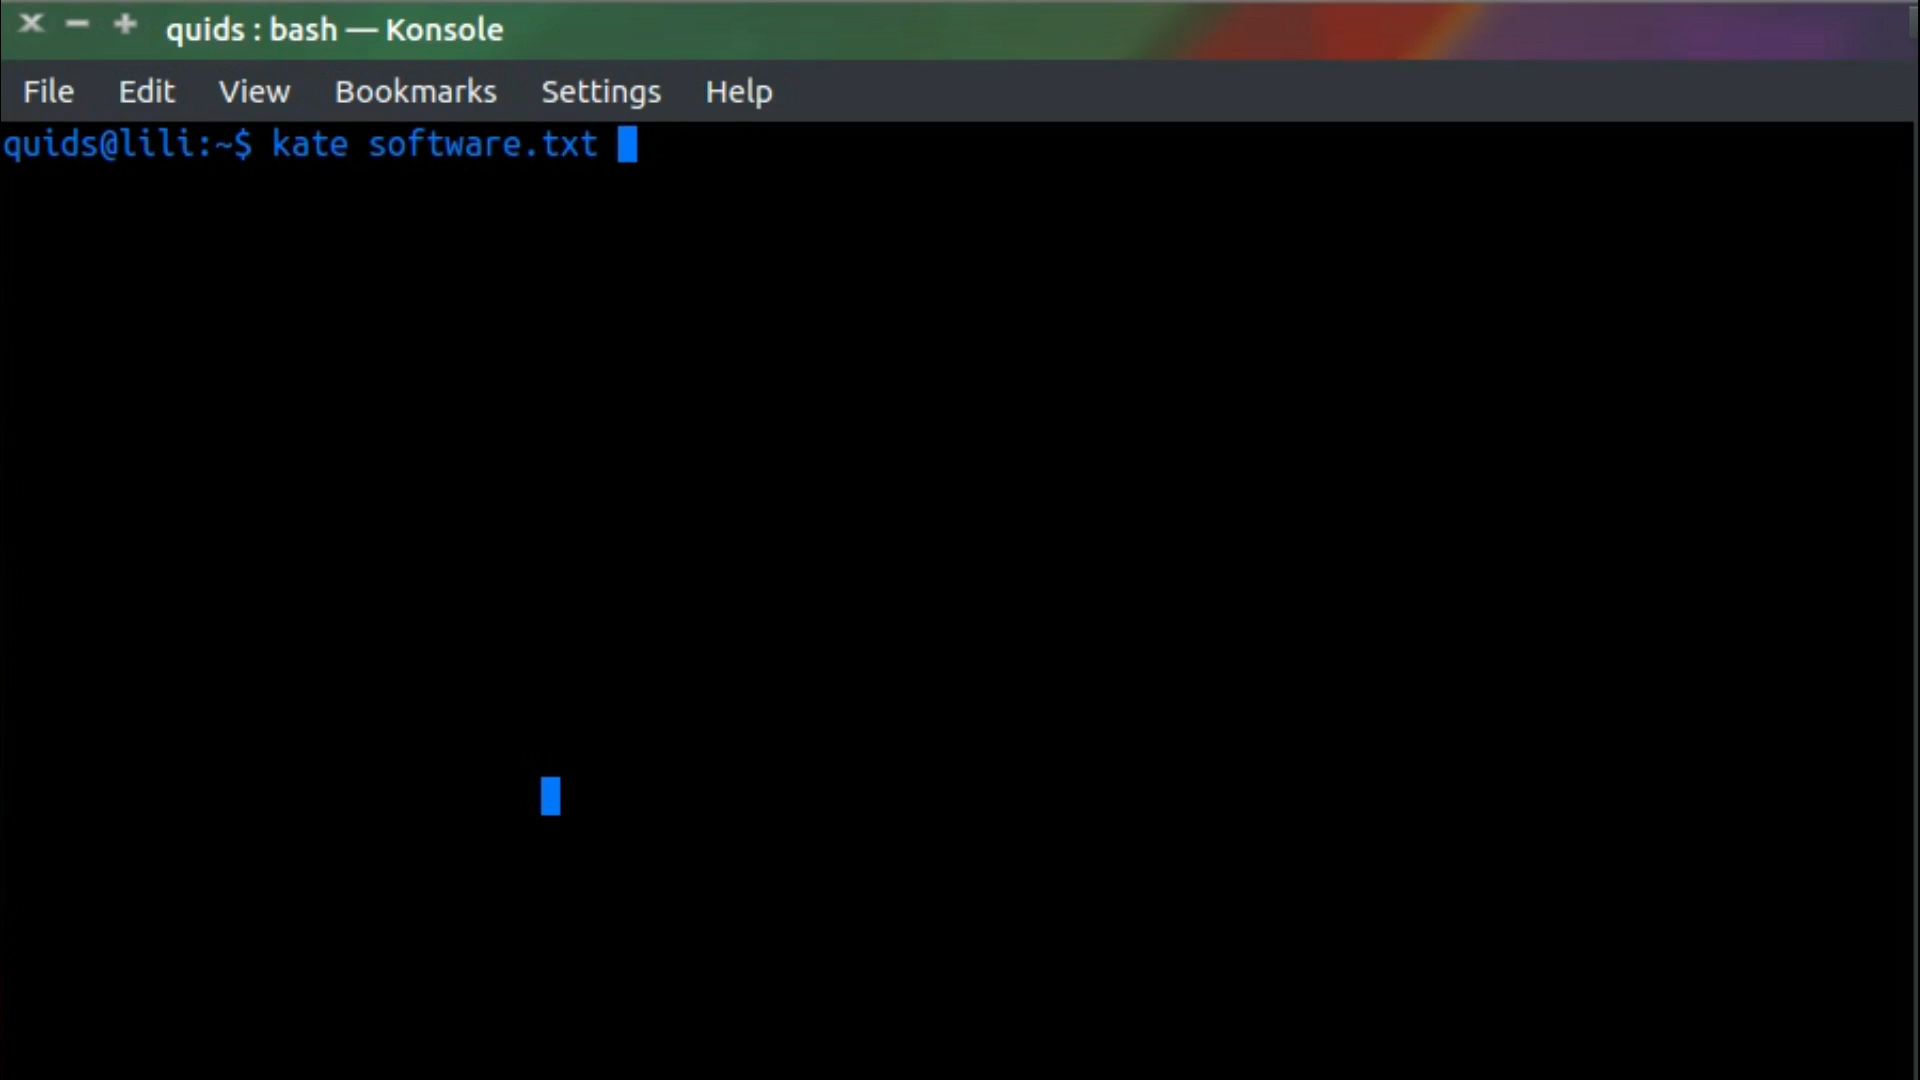 quids : bash — Konsole
File Edit View Bookmarks Settings Help
quids@lili:~$ kate software.txt